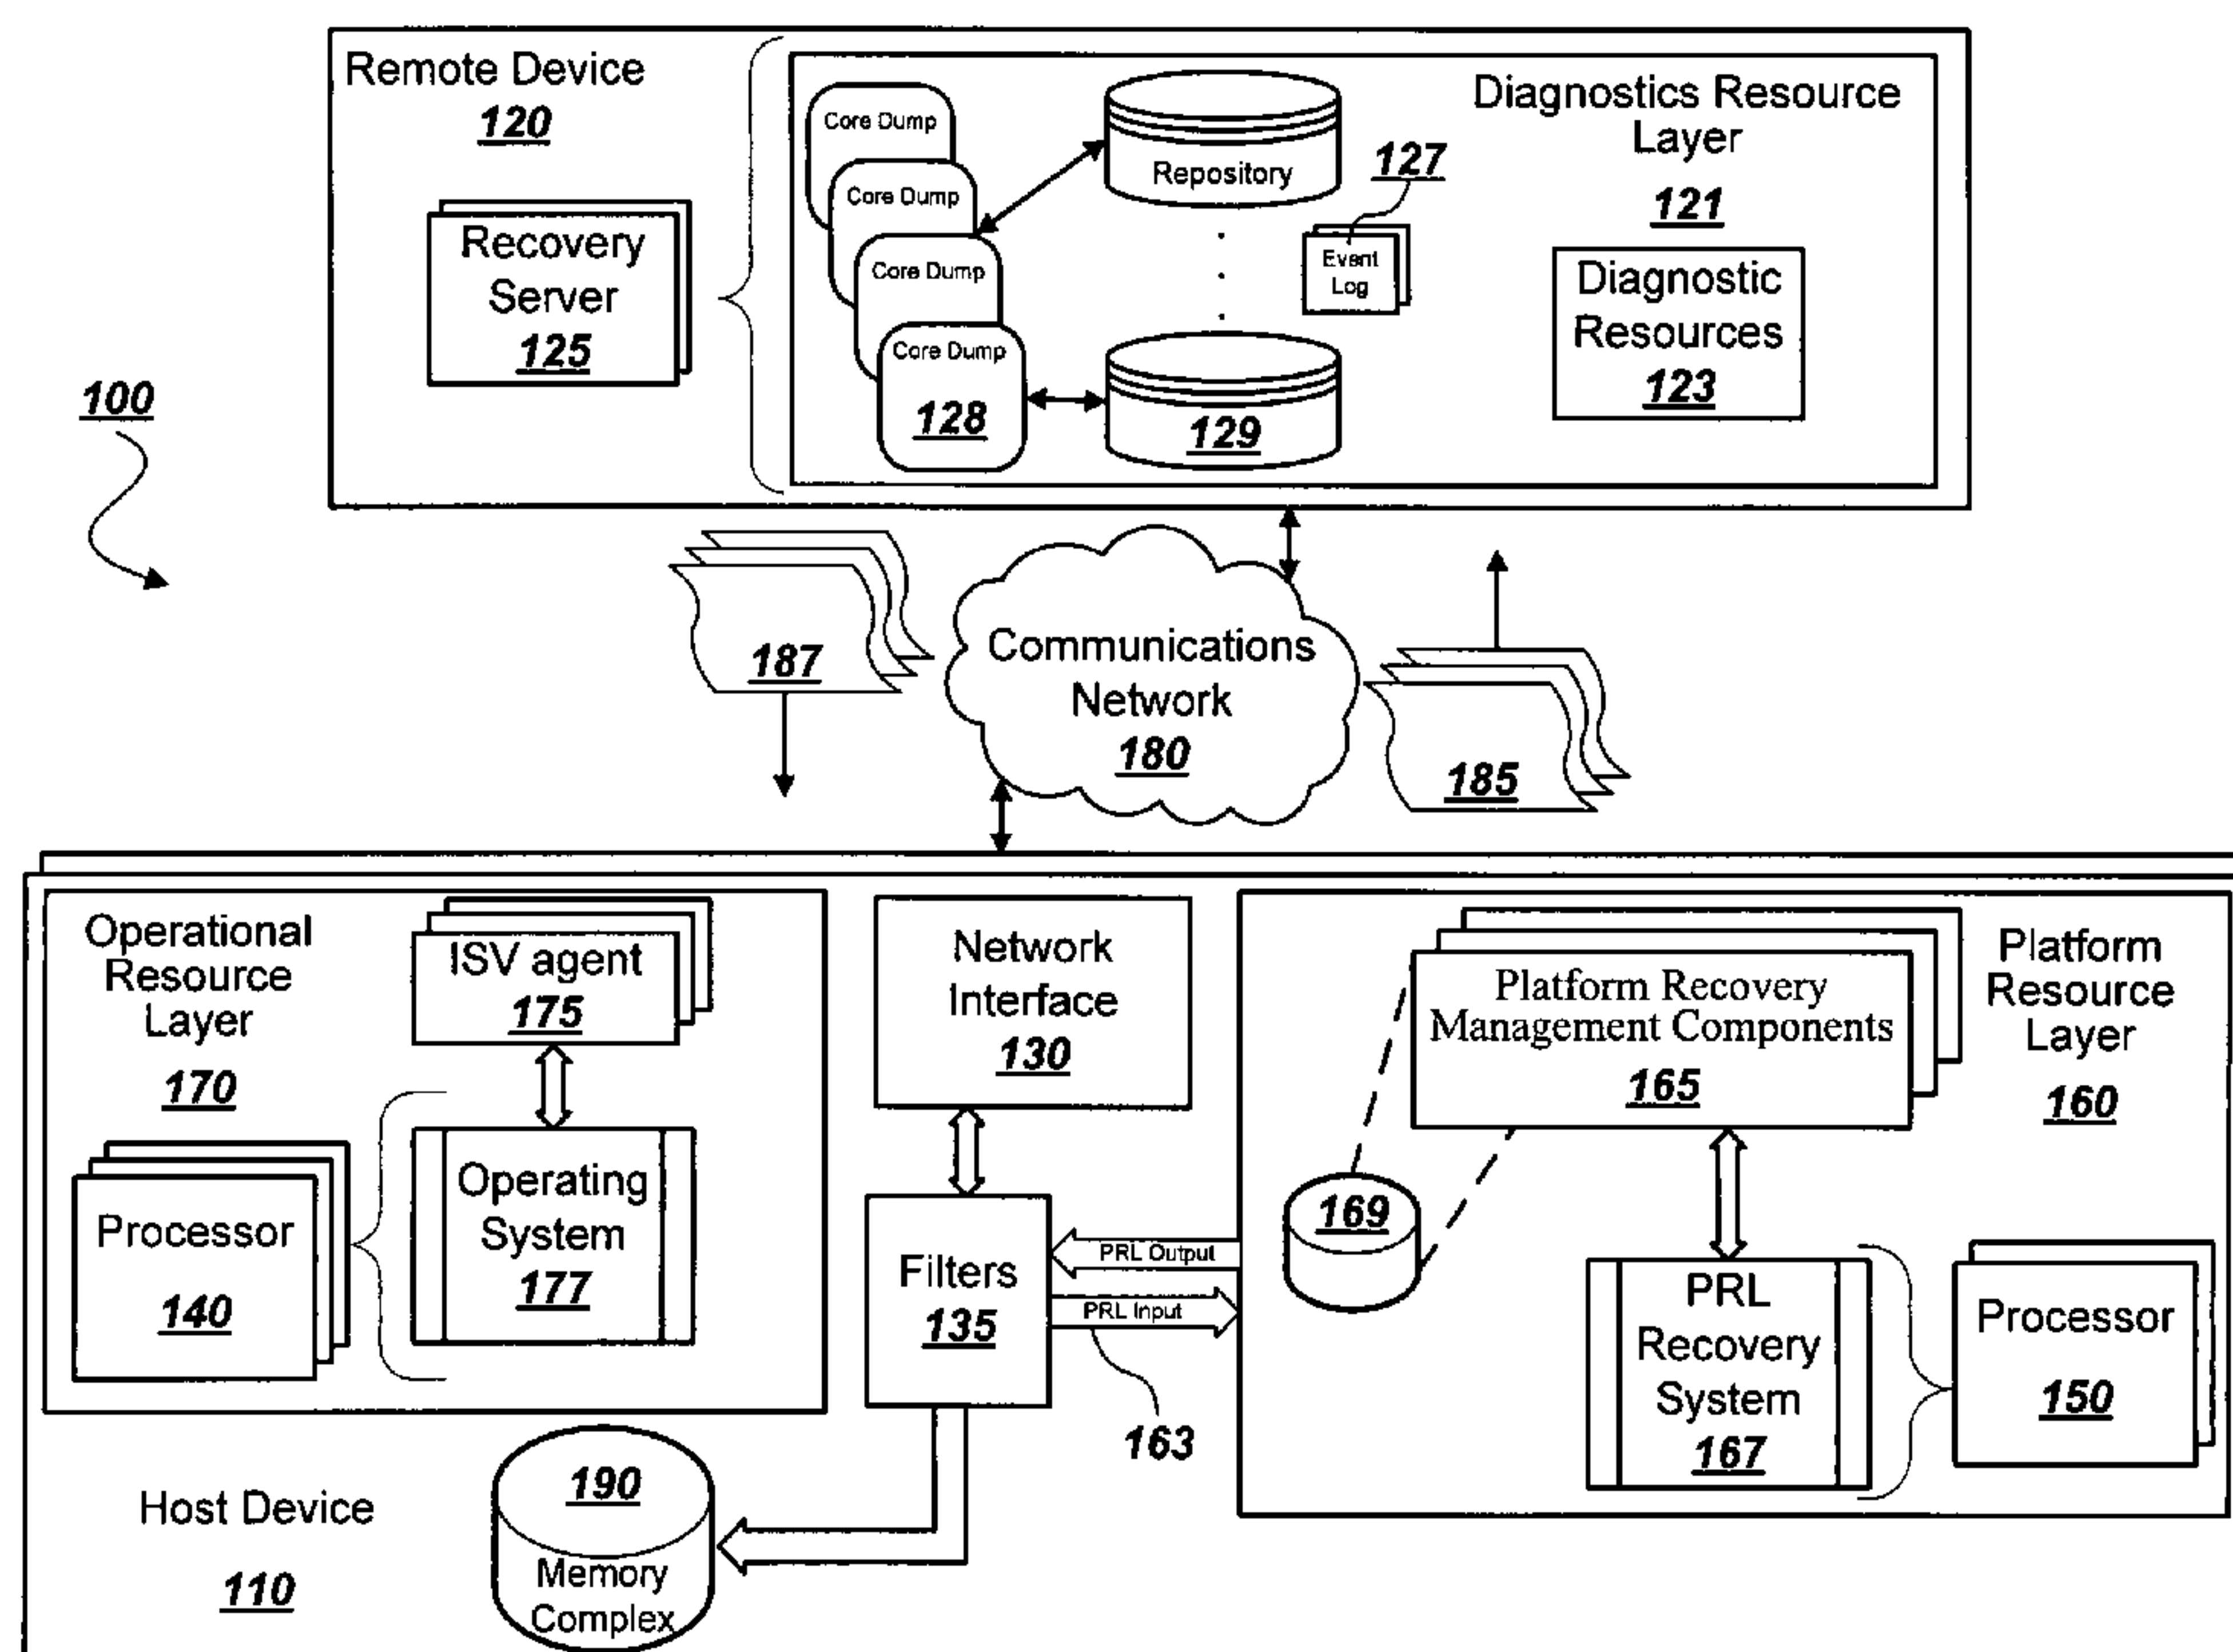 Remote Device
120
Recovery
Server
125
Core Dump
Core Dump
Core Dump
Core Dump
128
Repository
129
127
Event
Log
Diagnostics Resource
Layer
121
Diagnostic
Resources
123
100
187
Communications
Network
180
185
Operational
Resource
Layer
170
ISV agent
175
Processor
140
Operating
System
177
Network
Interface
130
Filters
135
PRL Output
PRL Input
163
Platform Recovery
Management Components
165
Platform
Resource
Layer
160
169
PRL
Recovery
System
167
Processor
150
Host Device
110
190
Memory
Complex